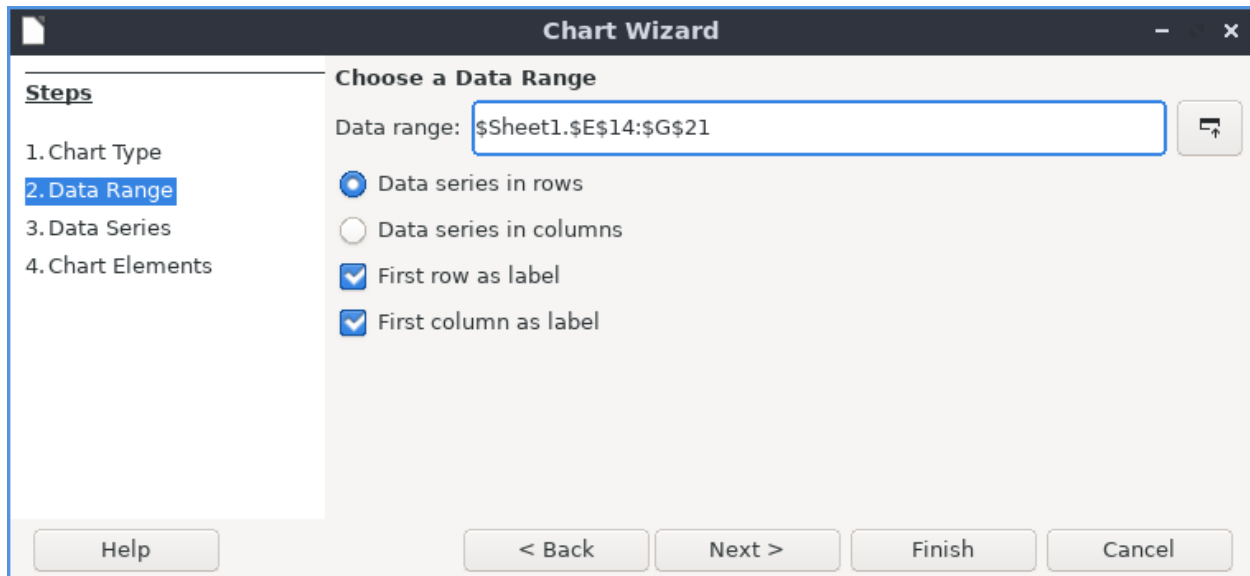 Chart Wizard
Steps
1. Chart Type
2. Data Range
3. Data Series
4. Chart Elements
Choose a Data Range
Data range: $Sheet1.$E$14:$G$21
Data series in rows
Data series in columns
First row as label
First column as label
Help < Back Next > Finish Cancel